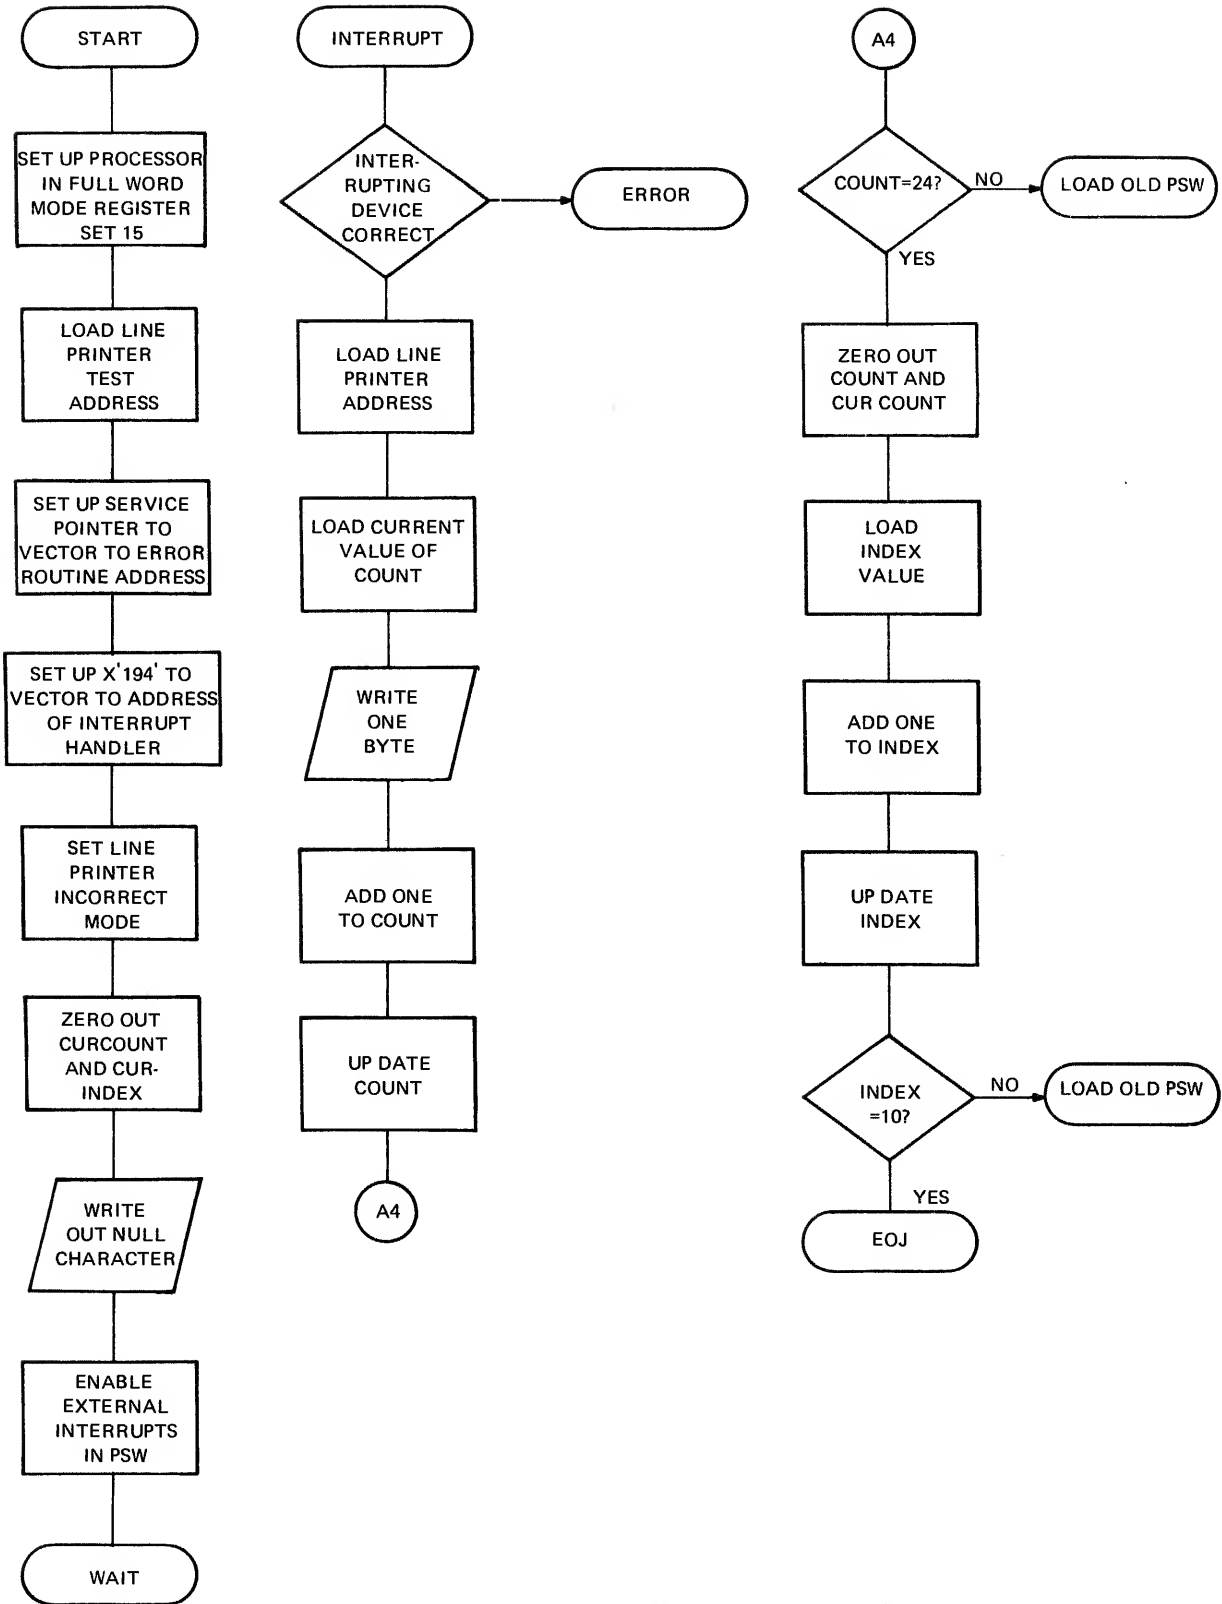 START
SET UP PROCESSOR
IN FULL WORD
MODE REGISTER
SET 15
LOAD LINE
PRINTER
TEST
ADDRESS
SET UP SERVICE
POINTER TO
VECTOR TO ERROR
ROUTINE ADDRESS
SET UP X'194' TO
VECTOR TO ADDRESS
OF INTERRUPT
HANDLER
SET LINE
PRINTER
INCORRECT
MODE
ZERO OUT
CURCOUNT
AND CUR-
INDEX
WRITE
OUT NULL
CHARACTER
ENABLE
EXTERNAL
INTERRUPTS
IN PSW
WAIT
INTERRUPT
INTER-
RUPTING
DEVICE
CORRECT
ERROR
LOAD LINE
PRINTER
ADDRESS
LOAD CURRENT
VALUE OF
COUNT
WRITE
ONE
BYTE
ADD ONE
TO COUNT
UP DATE
COUNT
A4
A4
COUNT=24?
NO
LOAD OLD PSW
YES
ZERO OUT
COUNT AND
CUR COUNT
LOAD
INDEX
VALUE
ADD ONE
TO INDEX
UP DATE
INDEX
INDEX
=10?
NO
LOAD OLD PSW
YES
EOJ